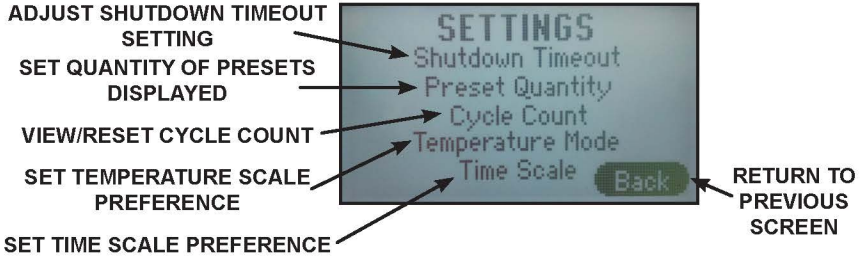 ADJUST SHUTDOWN TIMEOUT
SETTING
SET QUANTITY OF PRESETS
DISPLAYED
VIEW/RESET CYCLE COUNT
SET TEMPERATURE SCALE
PREFERENCE
SET TIME SCALE PREFERENCE
SETTINGS
Shutdown Timeout
Preset Quantity
Cycle Count
Temperature Mode
Time Scale
Back
RETURN TO
PREVIOUS
SCREEN